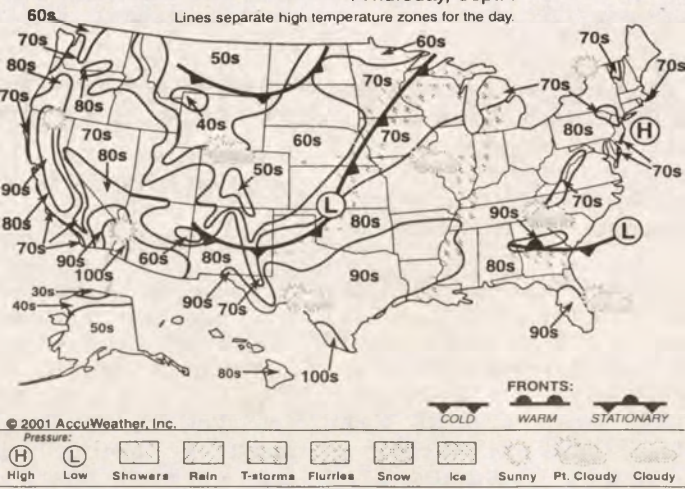 Thursday, Sept.
Lines separate high temperature zones for the day.
60s
70s
80s
70s
80s
50s
40s
60s
70s
70s
70s
70s
80s
H
70s
70s
80s
60s
50s
70s
90s
80s
70s
90s
100s
60s
80s
90s
70s
L
80s
90s
90s
80s
L
90s
100s
30s
40s
50s
80s
FRONTS:
COLD WARM STATIONARY
© 2001 AccuWeather, Inc.
Pressure:
H L
High Low Showers Rain T-storms Flurries Snow Ice Sunny Pt. Cloudy Cloudy